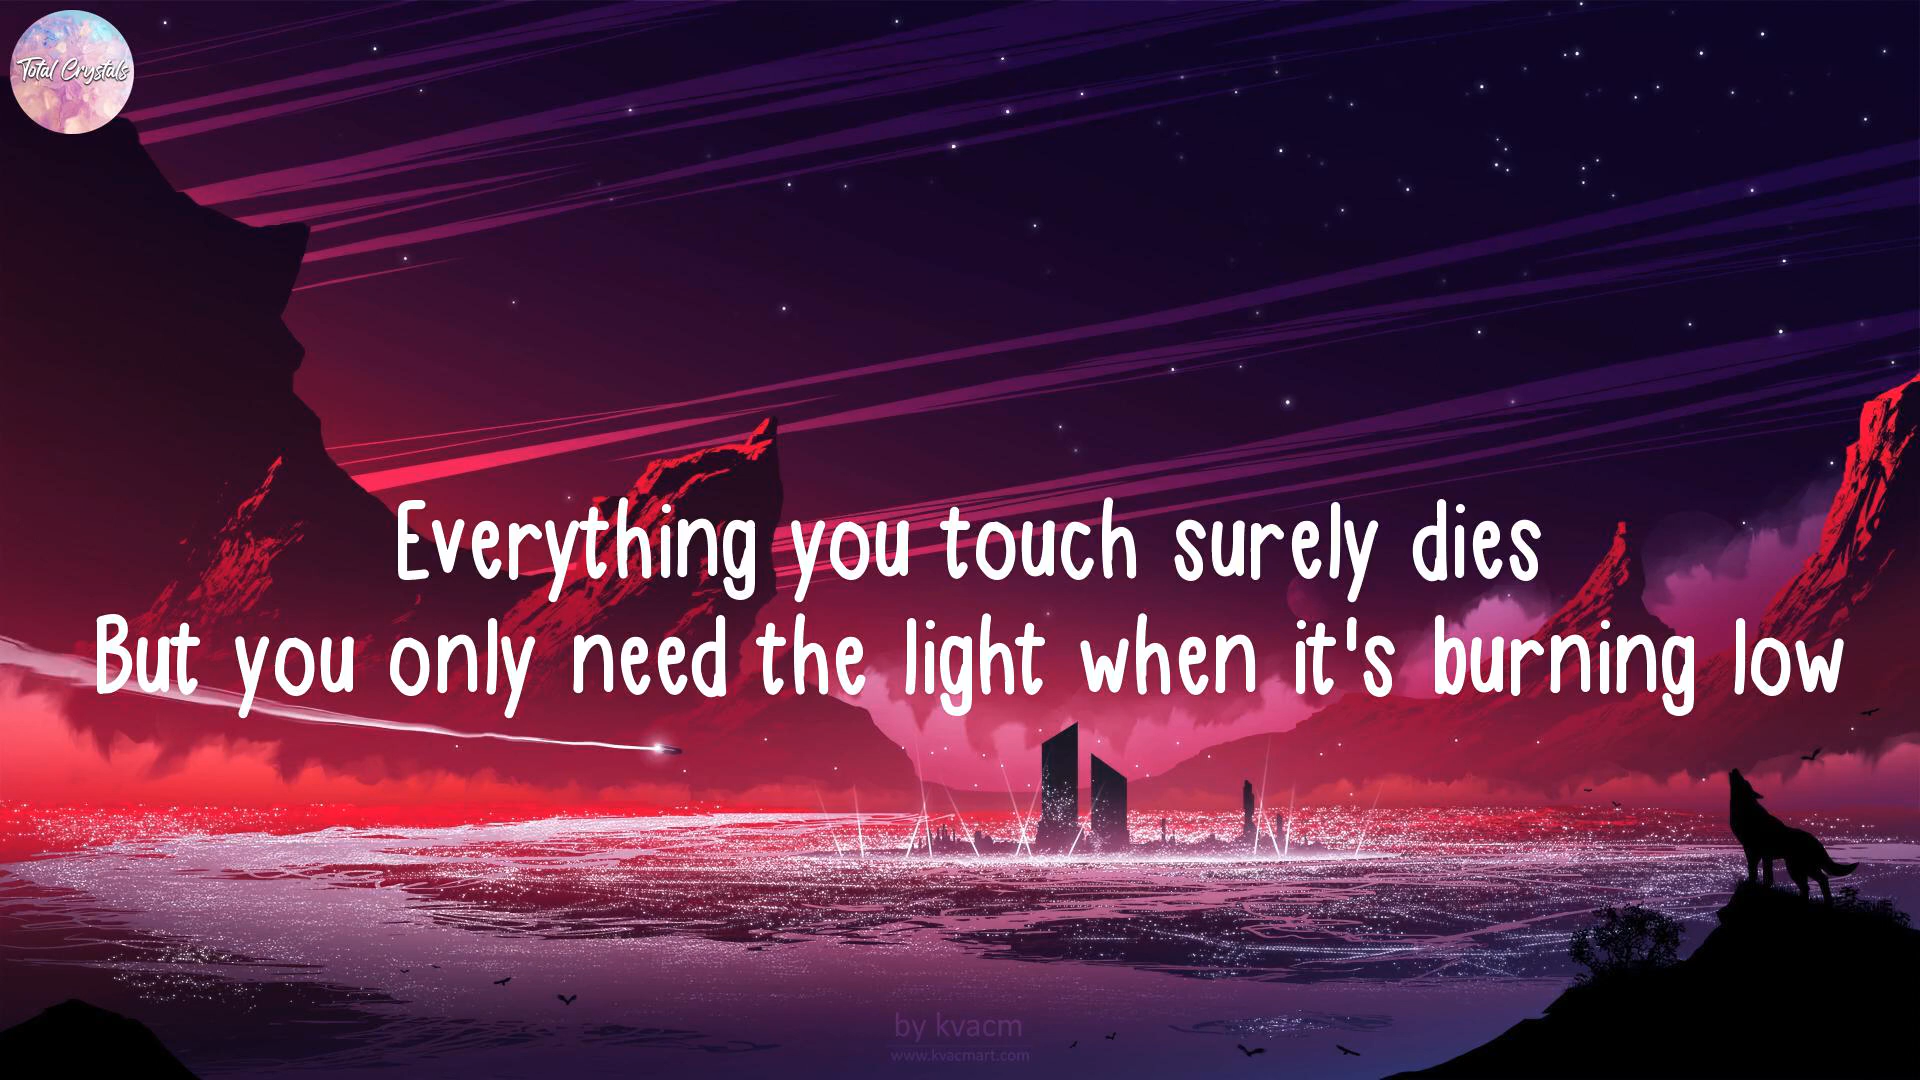 Total Crystals
Everything you touch surely dies
But you only need the light when it's burning low
by kvacm
www.kvacmart.com